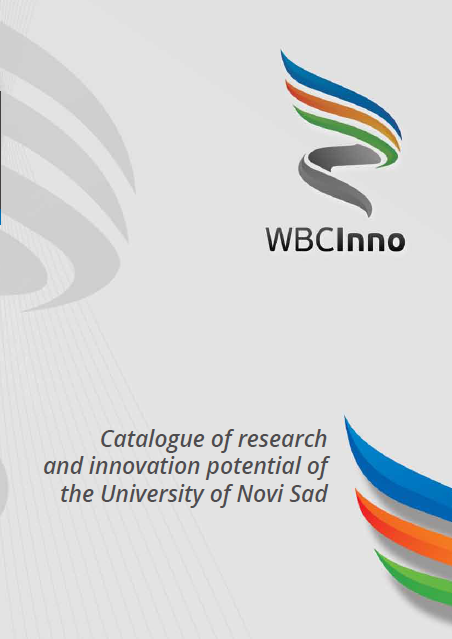 WBCInno
Catalogue of research
and innovation potential of
the University of Novi Sad